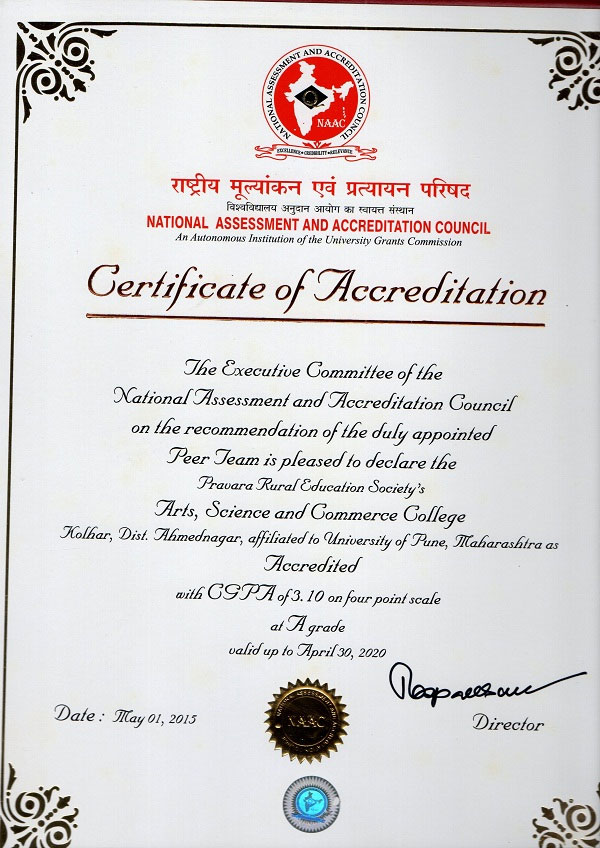 NATIONAL ASSESSMENT AND ACCREDITATION COUNCIL
NAAC
EXCELLENCE • CREDIBILITY • RELEVANCE
राष्ट्रीय मूल्यांकन एवं प्रत्यायन परिषद
विश्वविद्यालय अनुदान आयोग का स्वायत्त संस्थान
NATIONAL ASSESSMENT AND ACCREDITATION COUNCIL
An Autonomous Institution of the University Grants Commission
Certificate of Accreditation
The Executive Committee of the
National Assessment and Accreditation Council
on the recommendation of the duly appointed
Peer Team is pleased to declare the
Pravara Rural Education Society's
Arts, Science and Commerce College
Kolhar, Dist. Ahmednagar, affiliated to University of Pune, Maharashtra as
Accredited
with CGPA of 3.10 on four point scale
at A grade
valid up to April 30, 2020
Date : May 01, 2015
NAAC
Director